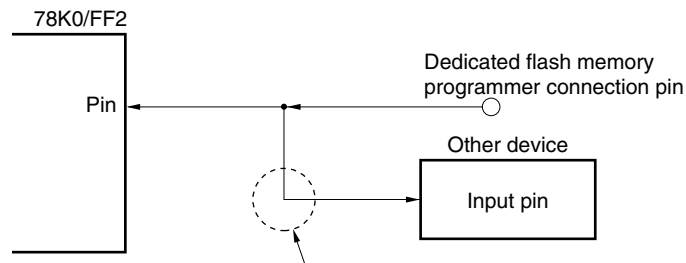 78K0/FF2
Dedicated flash memory
programmer connection pin
Pin
Other device
Input pin